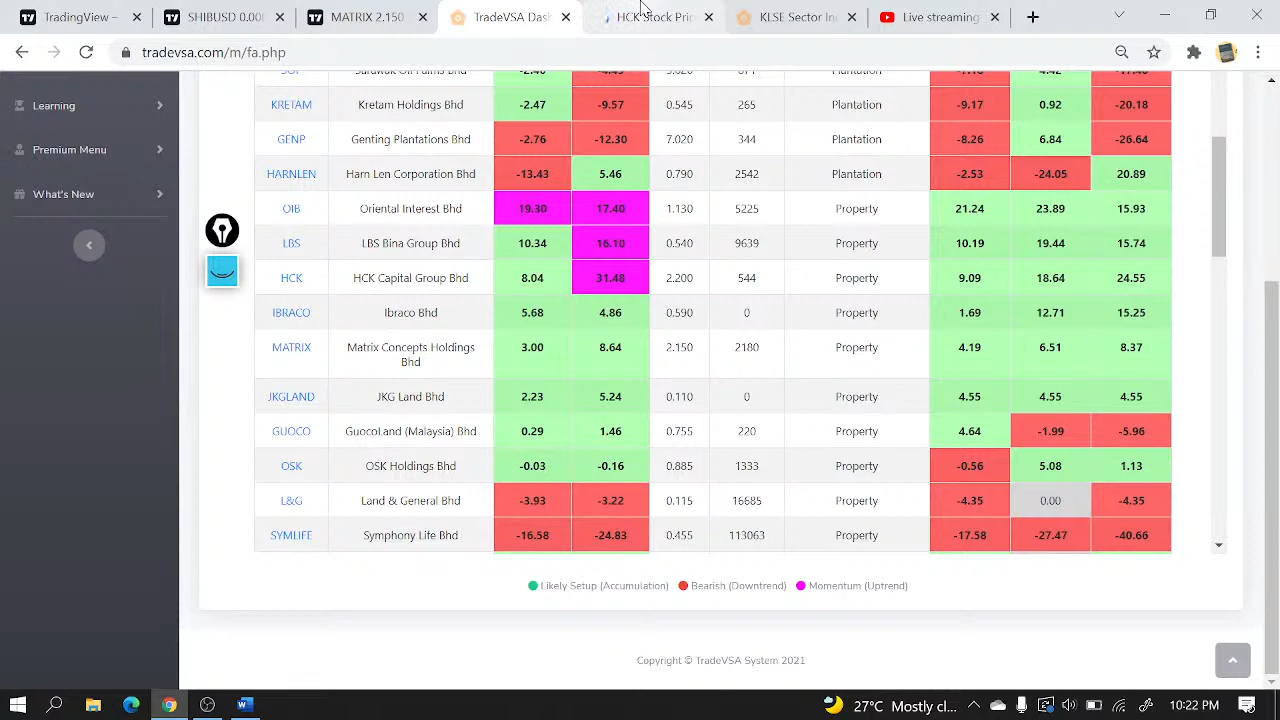 TradingView -
SHIBUSD 0.00
MATRIX 2.150
TradeVSA Das
HCK Stock Pric
KLSE Sector In
Live streaming
tradevsa.com/m/fa.php
Learning
Premium Menu
What's New
KRETAM Kretam Holdings Bhd -2.47 -9.57 0.545 265 Plantation -9.17 0.92 -20.18
GENP Genting Plantations Bhd -2.76 -12.30 7.020 344 Plantation -8.26 6.84 -26.64
HARNLEN Harn Len Corporation Bhd -13.43 5.46 0.790 2542 Plantation -2.53 -24.05 20.89
OIB Oriental Interest Bhd 19.30 17.40 1.130 5225 Property 21.24 23.89 15.93
LBS LBS Bina Group Bhd 10.34 16.10 0.540 9639 Property 10.19 19.44 15.74
HCK HCK Capital Group Bhd 8.04 31.48 2.200 544 Property 9.09 18.64 24.55
IBRACO Ibraco Bhd 5.68 4.86 0.590 0 Property 1.69 12.71 15.25
MATRIX Matrix Concepts Holdings 3.00 8.64 2.150 2180 Property 4.19 6.51 8.37
Bhd
JKGLAND JKG Land Bhd 2.23 5.24 0.110 0 Property 4.55 4.55 4.55
GUOCO GuocoLand (Malaysia) Bhd 0.29 1.46 0.755 220 Property 4.64 -1.99 -5.96
OSK OSK Holdings Bhd -0.03 -0.16 0.885 1333 Property -0.56 5.08 1.13
L&G Land & General Bhd -3.93 -3.22 0.115 16685 Property -4.35 0.00 -4.35
SYMLIFE Symphony Life Bhd -16.58 -24.83 0.455 113063 Property -17.58 -27.47 -40.66
Likely Setup (Accumulation) Bearish (Downtrend) Momentum (Uptrend)
Copyright © TradeVSA System 2021
27°C Mostly cl... 10:22 PM